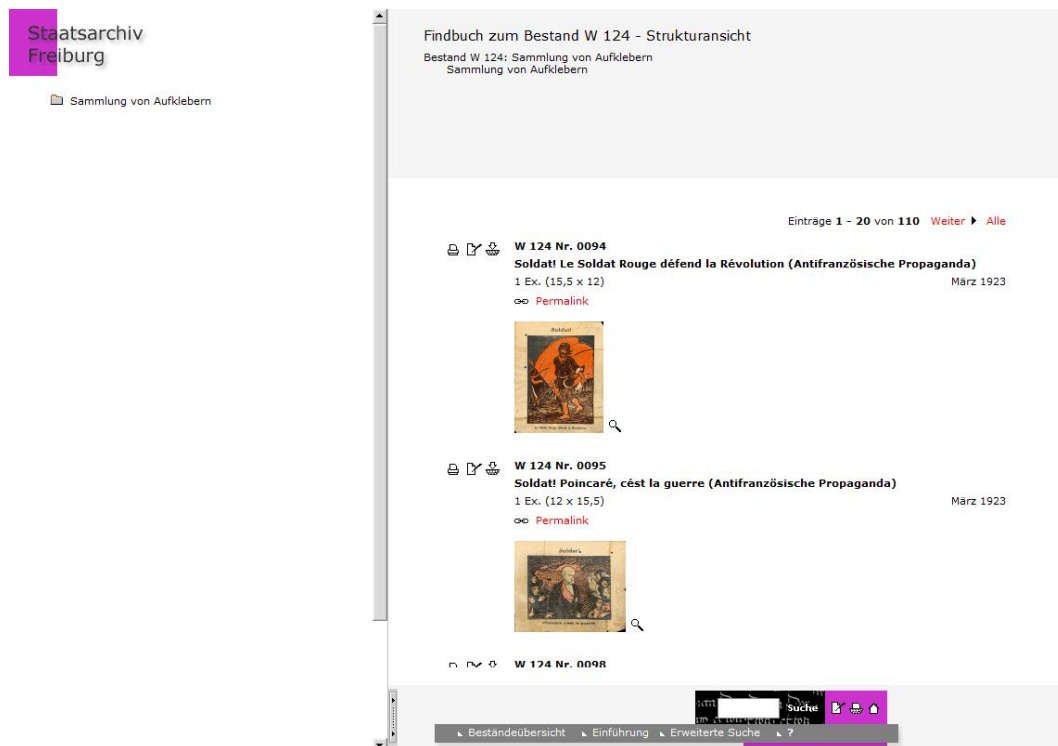 Staatsarchiv
Freiburg
Sammlung von Aufklebern
Findbuch zum Bestand W 124 - Strukturansicht
Bestand W 124: Sammlung von Aufklebern
Sammlung von Aufklebern
Einträge 1 - 20 von 110 Weiter Alle
W 124 Nr. 0094
Soldat! Le Soldat Rouge défend la Révolution (Antifranzösische Propaganda)
1 Ex. (15,5 x 12) März 1923
Permalink
Soldat!
W 124 Nr. 0095
Soldat! Poincaré, cést la guerre (Antifranzösische Propaganda)
1 Ex. (12 x 15,5) März 1923
Permalink
Soldat!
W 124 Nr. 0098
Suche
Beständeübersicht Einführung Erweiterte Suche ?